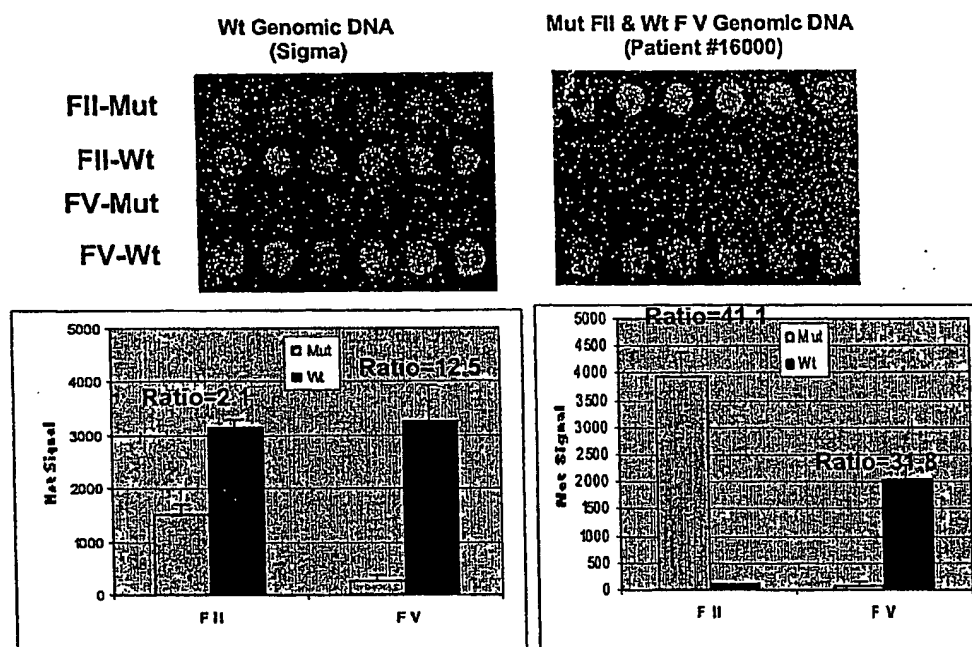 Wt Genomic DNA
(Sigma)
Mut FII & Wt F V Genomic DNA
(Patient #16000)
FII-Mut
FII-Wt
FV-Mut
FV-Wt
5000
4000
3000
2000
1000
0
Net Signal
Mut
Wt
Ratio=2.1
Ratio=12.5
F II
F V
5000
4500
4000
3500
3000
2500
2000
1500
1000
500
0
Net Signal
Ratio=41.1
Mut
Wt
Ratio=31.8
F II
F V